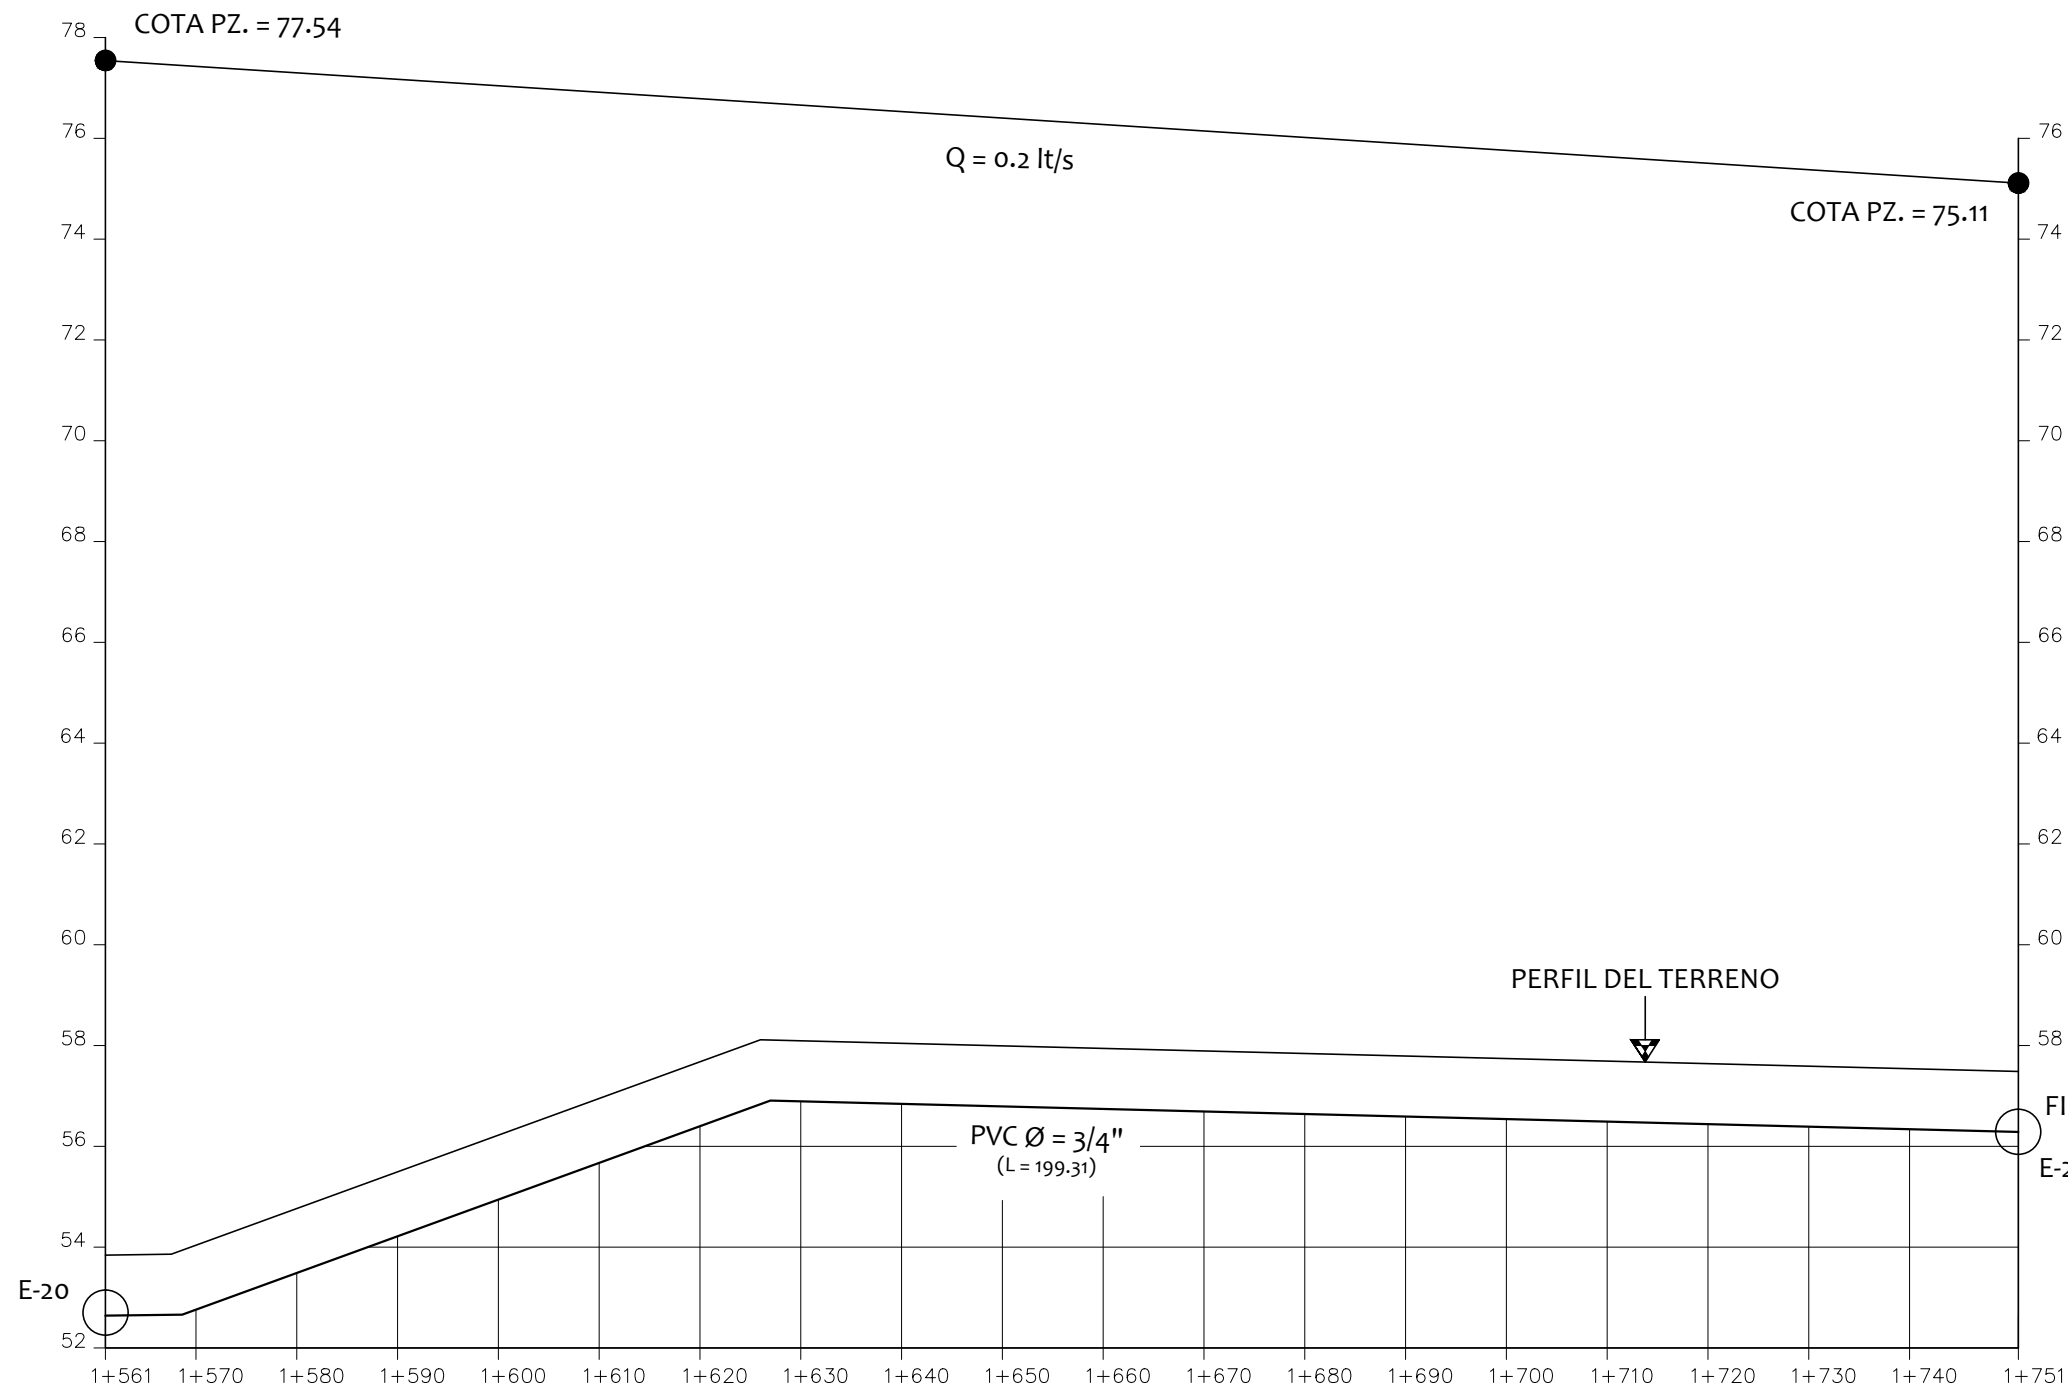 78
COTA PZ. = 77.54
76
76
Q = 0.2 lt/s
COTA PZ. = 75.11
74
74
72
72
70
70
68
68
66
66
64
64
62
62
60
60
PERFIL DEL TERRENO
58
58
FI
56
PVC Ø = 3/4"
(L = 199.31)
E-2
54
E-20
52
1+561 1+570 1+580 1+590 1+600 1+610 1+620 1+630 1+640 1+650 1+660 1+670 1+680 1+690 1+700 1+710 1+720 1+730 1+740 1+751